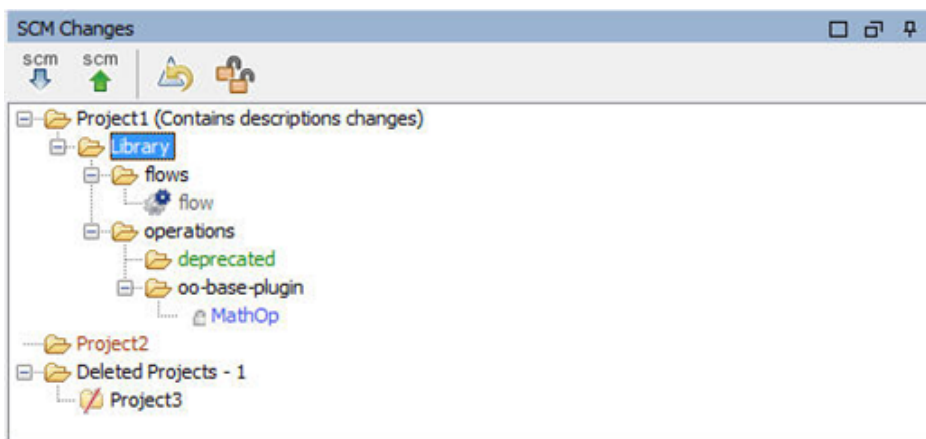 SCM Changes
scm scm
Project1 (Contains descriptions changes)
Library
flows
flow
operations
deprecated
oo-base-plugin
MathOp
Project2
Deleted Projects - 1
Project3